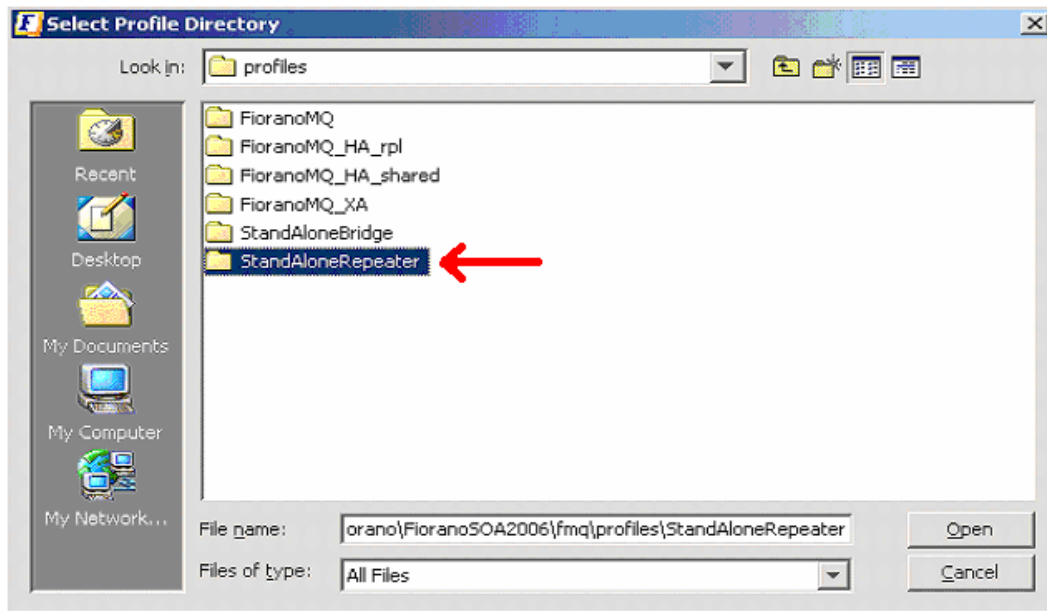 Select Profile Directory
Look in: profiles
FioranoMQ
FioranoMQ_HA_rpl
FioranoMQ_HA_shared
FioranoMQ_XA
StandAloneBridge
StandAloneRepeater
Recent
Desktop
My Documents
My Computer
My Network...
File name: orano\FioranoSOA2006\fmq\profiles\StandAloneRepeater Open
Files of type: All Files Cancel